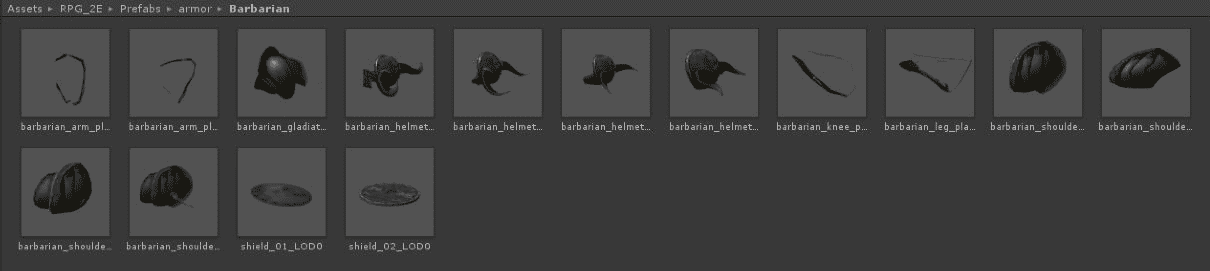 Assets ▸ RPG_2E ▸ Prefabs ▸ armor ▸ Barbarian
barbarian_arm_pl... barbarian_arm_pl... barbarian_gladiat... barbarian_helmet... barbarian_helmet... barbarian_helmet... barbarian_helmet... barbarian_knee_p... barbarian_leg_pla... barbarian_shoulde... barbarian_shoulde...
barbarian_shoulde... barbarian_shoulde... shield_01_LOD0 shield_02_LOD0